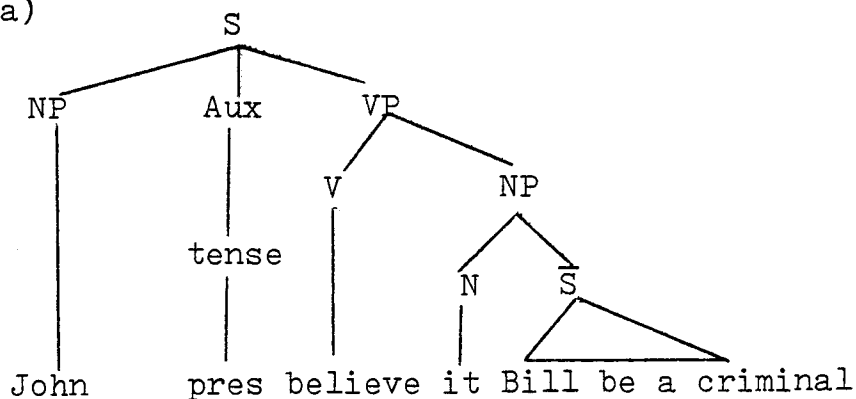 a)
S
NP Aux VP
V NP
tense
N S̅
John pres believe it Bill be a criminal